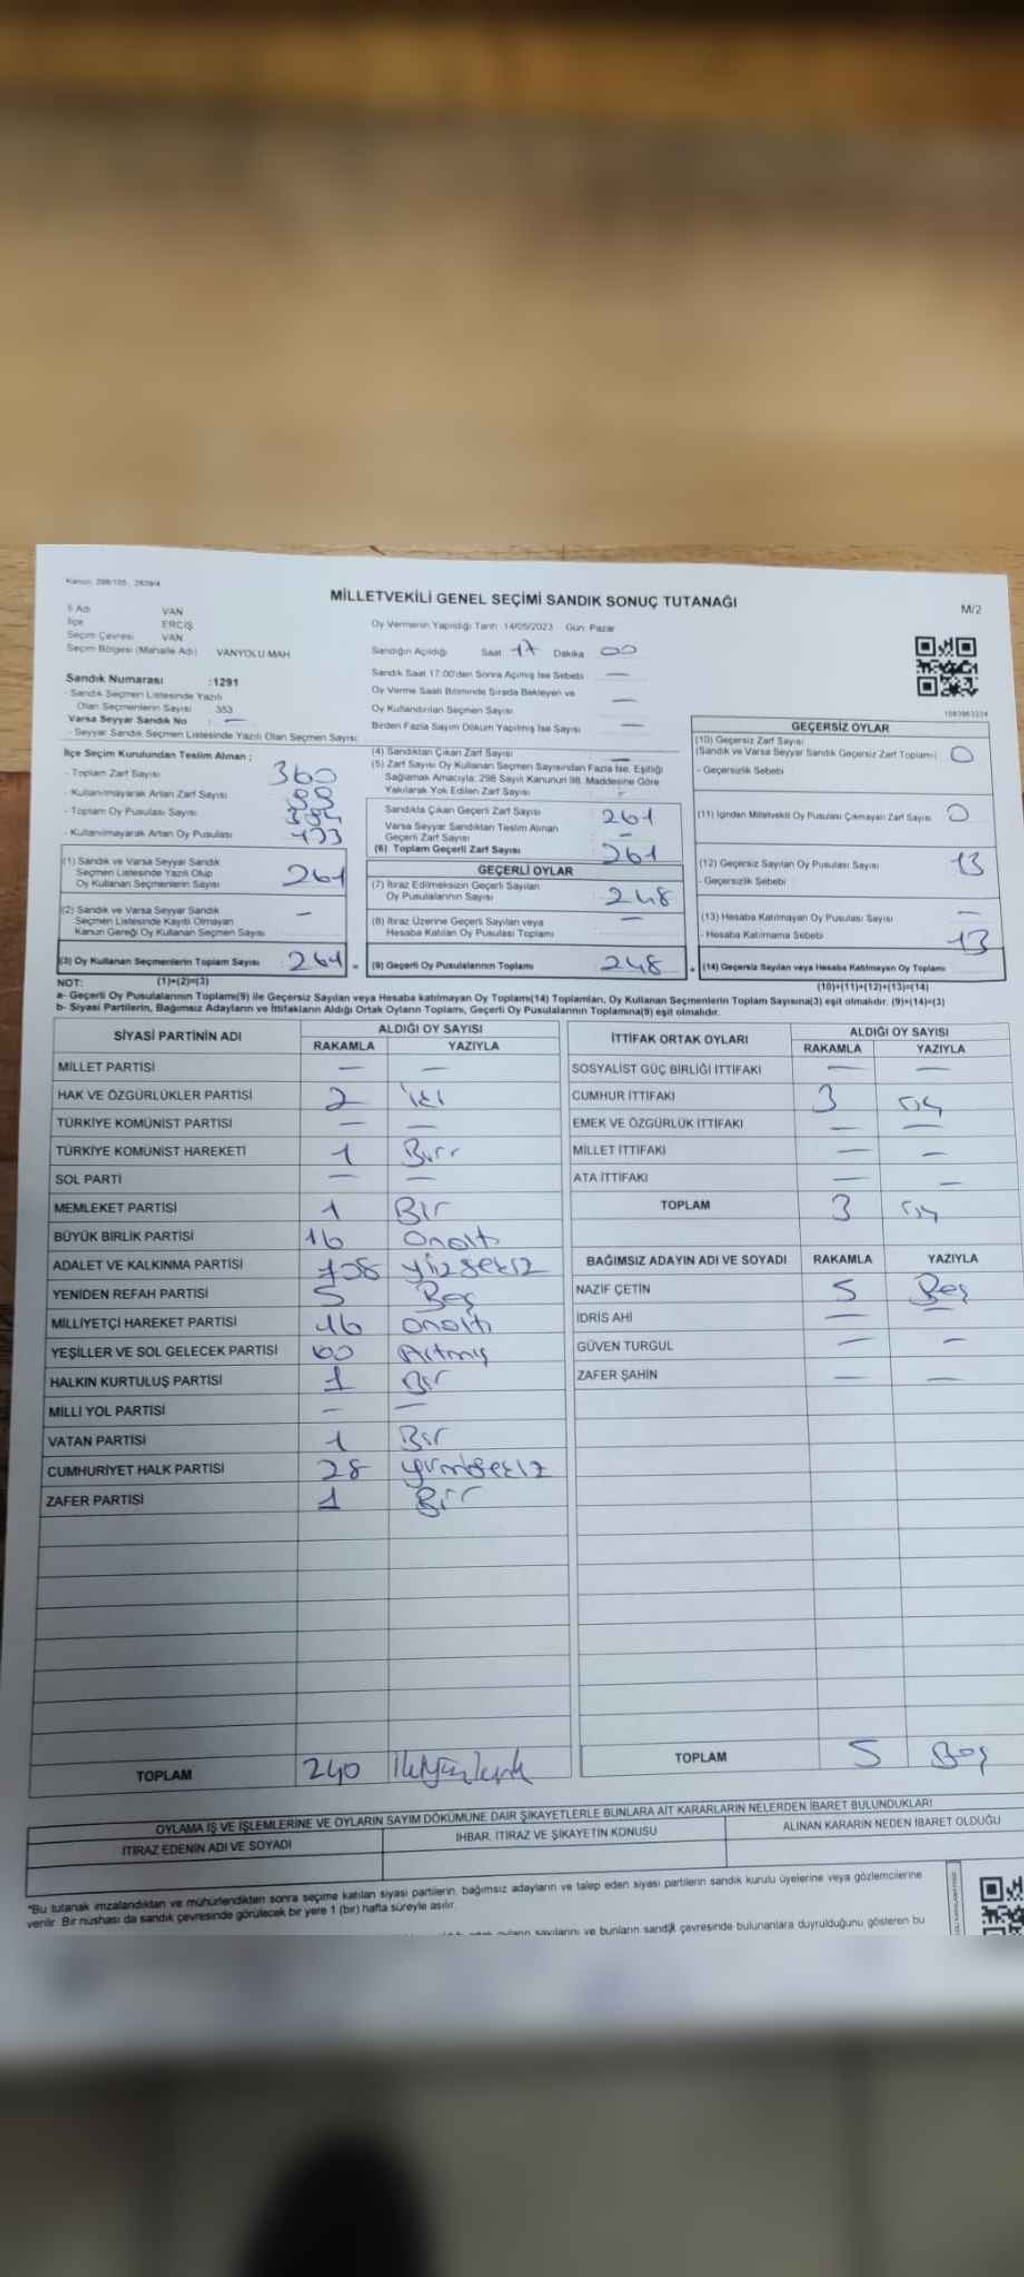 Kanun: 298/105, 2839/4
MİLLETVEKİLİ GENEL SEÇİMİ SANDIK SONUÇ TUTANAĞI
M/2
İl Adı VAN
İlçe ERCİŞ
Seçim Çevresi VAN
Seçim Bölgesi (Mahalle Adı) VANYOLU MAH
Oy Vermenin Yapıldığı Tarih: 14/05/2023 Gün: Pazar
Sandığın Açıldığı Saat 17 Dakika 00
Sandık Saat 17:00'den Sonra Açılmış İse Sebebi —
Oy Verme Saati Bitiminde Sırada Bekleyen ve
Oy Kullandırılan Seçmen Sayısı —
Birden Fazla Sayım Döküm Yapılmış İse Sayısı —
Sandık Numarası :1291
- Sandık Seçmen Listesinde Yazılı
Olan Seçmenlerin Sayısı 353
Varsa Seyyar Sandık No : —
- Seyyar Sandık Seçmen Listesinde Yazılı Olan Seçmen Sayısı:
İlçe Seçim Kurulundan Teslim Alınan ;
- Toplam Zarf Sayısı 360
- Kullanılmayarak Artan Zarf Sayısı
- Toplam Oy Pusulası Sayısı
- Kullanılmayarak Artan Oy Pusulası 133
(1) Sandık ve Varsa Seyyar Sandık
Seçmen Listesinde Yazılı Olup
Oy Kullanan Seçmenlerin Sayısı 261
(2) Sandık ve Varsa Seyyar Sandık
Seçmen Listesinde Kayıtlı Olmayan
Kanun Gereği Oy Kullanan Seçmen Sayısı —
(3) Oy Kullanan Seçmenlerin Toplam Sayısı 261 =
(1)+(2)=(3)
(4) Sandıktan Çıkan Zarf Sayısı —
(5) Zarf Sayısı Oy Kullanan Seçmen Sayısından Fazla İse, Eşitliği
Sağlamak Amacıyla; 298 Sayılı Kanunun 98. Maddesine Göre
Yakılarak Yok Edilen Zarf Sayısı -
Sandıkta Çıkan Geçerli Zarf Sayısı 261
Varsa Seyyar Sandıktan Teslim Alınan
Geçerli Zarf Sayısı —
(6) Toplam Geçerli Zarf Sayısı 261
GEÇERLİ OYLAR
(7) İtiraz Edilmeksizin Geçerli Sayılan
Oy Pusulalarının Sayısı 248
(8) İtiraz Üzerine Geçerli Sayılan veya
Hesaba Katılan Oy Pusulası Toplamı —
(9) Geçerli Oy Pusulalarının Toplamı 248 +
GEÇERSİZ OYLAR
(10) Geçersiz Zarf Sayısı
(Sandık ve Varsa Seyyar Sandık Geçersiz Zarf Toplamı) 0
- Geçersizlik Sebebi
(11) İçinden Milletvekili Oy Pusulası Çıkmayan Zarf Sayısı 0
(12) Geçersiz Sayılan Oy Pusulası Sayısı 13
- Geçersizlik Sebebi
(13) Hesaba Katılmayan Oy Pusulası Sayısı —
- Hesaba Katılmama Sebebi
(14) Geçersiz Sayılan veya Hesaba Katılmayan Oy Toplamı 13
(10)+(11)+(12)+(13)=(14)
NOT:
a- Geçerli Oy Pusulalarının Toplamı(9) ile Geçersiz Sayılan veya Hesaba katılmayan Oy Toplamı(14) Toplamları, Oy Kullanan Seçmenlerin Toplam Sayısına(3) eşit olmalıdır. (9)+(14)=(3)
b- Siyasi Partilerin, Bağımsız Adayların ve İttifakların Aldığı Ortak Oyların Toplamı, Geçerli Oy Pusulalarının Toplamına(9) eşit olmalıdır.
SİYASİ PARTİNİN ADI ALDIĞI OY SAYISI
RAKAMLA YAZIYLA
MİLLET PARTİSİ — —
HAK VE ÖZGÜRLÜKLER PARTİSİ 2 iki
TÜRKİYE KOMÜNİST PARTİSİ — —
TÜRKİYE KOMÜNİST HAREKETİ 1 Birr
SOL PARTİ — —
MEMLEKET PARTİSİ 1 Bir
BÜYÜK BİRLİK PARTİSİ 16 Onaltı
ADALET VE KALKINMA PARTİSİ 108 yüzsekiz
YENİDEN REFAH PARTİSİ 5 Beş
MİLLİYETÇİ HAREKET PARTİSİ 16 onaltı
YEŞİLLER VE SOL GELECEK PARTİSİ 60 Altmış
HALKIN KURTULUŞ PARTİSİ 1 Bir
MİLLİ YOL PARTİSİ — —
VATAN PARTİSİ 1 Bir
CUMHURİYET HALK PARTİSİ 28 yirmisekiz
ZAFER PARTİSİ 1 Bir
TOPLAM 240 ikiyüzkırk
İTTİFAK ORTAK OYLARI ALDIĞI OY SAYISI
RAKAMLA YAZIYLA
SOSYALİST GÜÇ BİRLİĞİ İTTİFAKI — —
CUMHUR İTTİFAKI 3 üç
EMEK VE ÖZGÜRLÜK İTTİFAKI — —
MİLLET İTTİFAKI — —
ATA İTTİFAKI — —
TOPLAM 3 üç
BAĞIMSIZ ADAYIN ADI VE SOYADI RAKAMLA YAZIYLA
NAZİF ÇETİN 5 Beş
İDRİS AHİ — —
GÜVEN TURGUL — —
ZAFER ŞAHİN — —
TOPLAM 5 Beş
OYLAMA İŞ VE İŞLEMLERİNE VE OYLARIN SAYIM DÖKÜMÜNE DAİR ŞİKAYETLERLE BUNLARA AİT KARARLARIN NELERDEN İBARET BULUNDUKLARI
İTİRAZ EDENİN ADI VE SOYADI İHBAR, İTİRAZ VE ŞİKAYETİN KONUSU ALINAN KARARIN NEDEN İBARET OLDUĞU
"Bu tutanak imzalandıktan ve mühürlendikten sonra seçime katılan siyasi partilerin, bağımsız adayların ve talep eden siyasi partilerin sandık kurulu üyelerine veya gözlemcilerine
verilir. Bir nüshası da sandık çevresinde görülecek bir yere 1 (bir) hafta süreyle asılır.
oyların sayılarını ve bunların sandık çevresinde bulunanlara duyrulduğunu gösteren bu